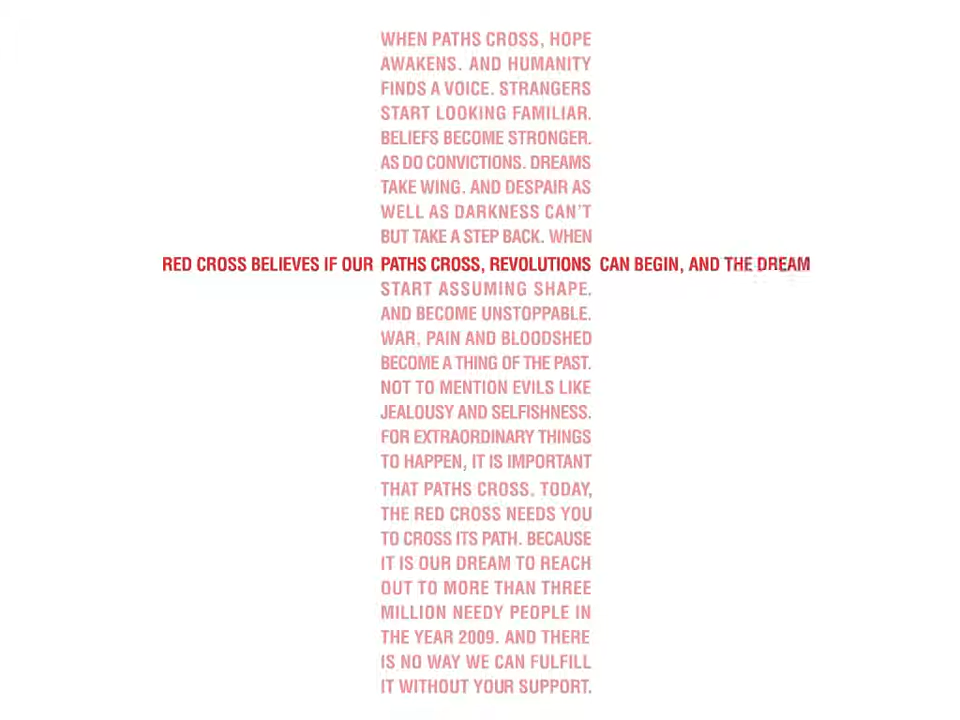 WHEN PATHS CROSS, HOPE
AWAKENS. AND HUMANITY
FINDS A VOICE. STRANGERS
START LOOKING FAMILIAR.
BELIEFS BECOME STRONGER.
AS DO CONVICTIONS. DREAMS
TAKE WING. AND DESPAIR AS
WELL AS DARKNESS CAN'T
BUT TAKE A STEP BACK. WHEN
RED CROSS BELIEVES IF OUR PATHS CROSS, REVOLUTIONS CAN BEGIN, AND THE DREAM
START ASSUMING SHAPE.
AND BECOME UNSTOPPABLE.
WAR, PAIN AND BLOODSHED
BECOME A THING OF THE PAST.
NOT TO MENTION EVILS LIKE
JEALOUSY AND SELFISHNESS.
FOR EXTRAORDINARY THINGS
TO HAPPEN, IT IS IMPORTANT
THAT PATHS CROSS. TODAY,
THE RED CROSS NEEDS YOU
TO CROSS ITS PATH. BECAUSE
IT IS OUR DREAM TO REACH
OUT TO MORE THAN THREE
MILLION NEEDY PEOPLE IN
THE YEAR 2009. AND THERE
IS NO WAY WE CAN FULFILL
IT WITHOUT YOUR SUPPORT.